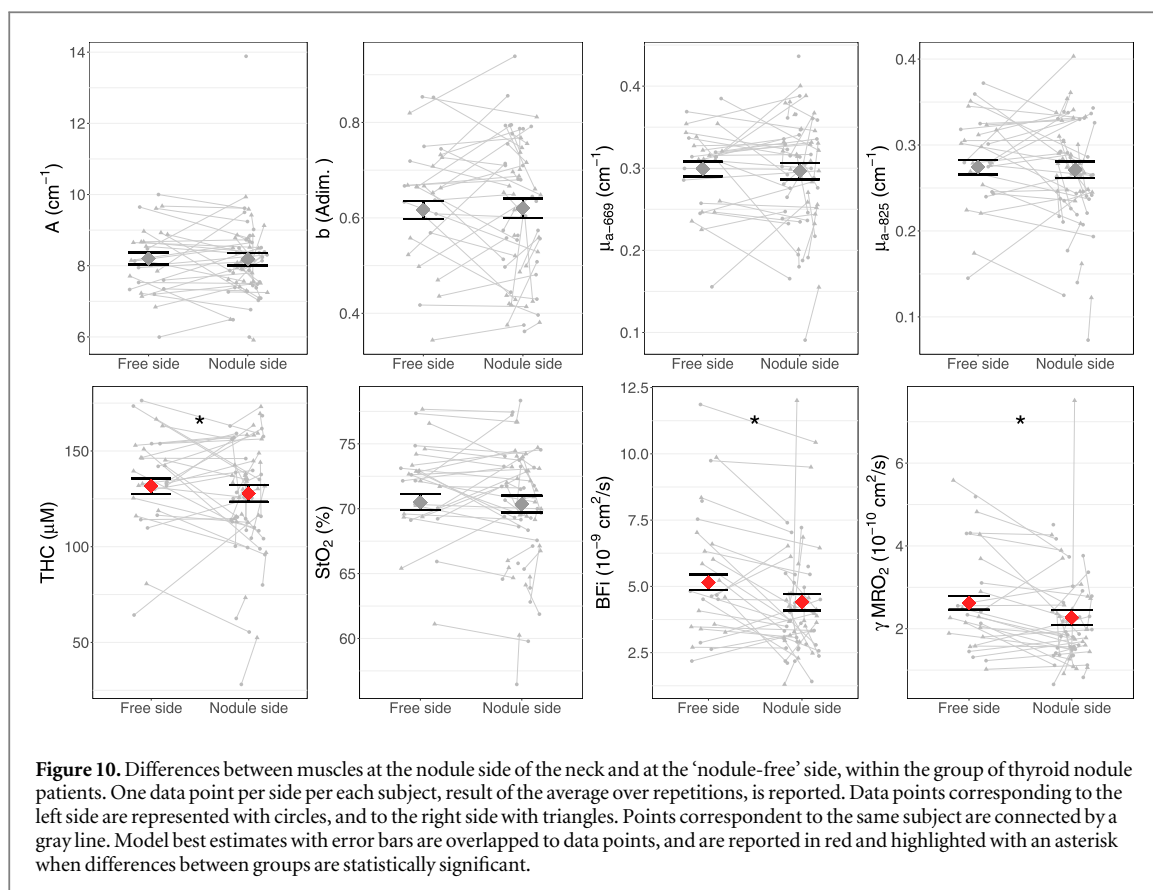 14
12
10
8
6
A (cm⁻¹)
Free side Nodule side
0.8
0.6
0.4
b (Adim.)
Free side Nodule side
0.4
0.3
0.2
0.1
μₐ₋₆₆₉ (cm⁻¹)
Free side Nodule side
0.4
0.3
0.2
0.1
μₐ₋₈₂₅ (cm⁻¹)
Free side Nodule side
150
100
50
THC (μM)
*
Free side Nodule side
75
70
65
60
StO₂ (%)
Free side Nodule side
12.5
10.0
7.5
5.0
2.5
BFi (10⁻⁹ cm²/s)
*
Free side Nodule side
6
4
2
γ MRO₂ (10⁻¹⁰ cm²/s)
*
Free side Nodule side
Figure 10. Differences between muscles at the nodule side of the neck and at the ‘nodule-free’ side, within the group of thyroid nodule
patients. One data point per side per each subject, result of the average over repetitions, is reported. Data points corresponding to the
left side are represented with circles, and to the right side with triangles. Points correspondent to the same subject are connected by a
gray line. Model best estimates with error bars are overlapped to data points, and are reported in red and highlighted with an asterisk
when differences between groups are statistically significant.